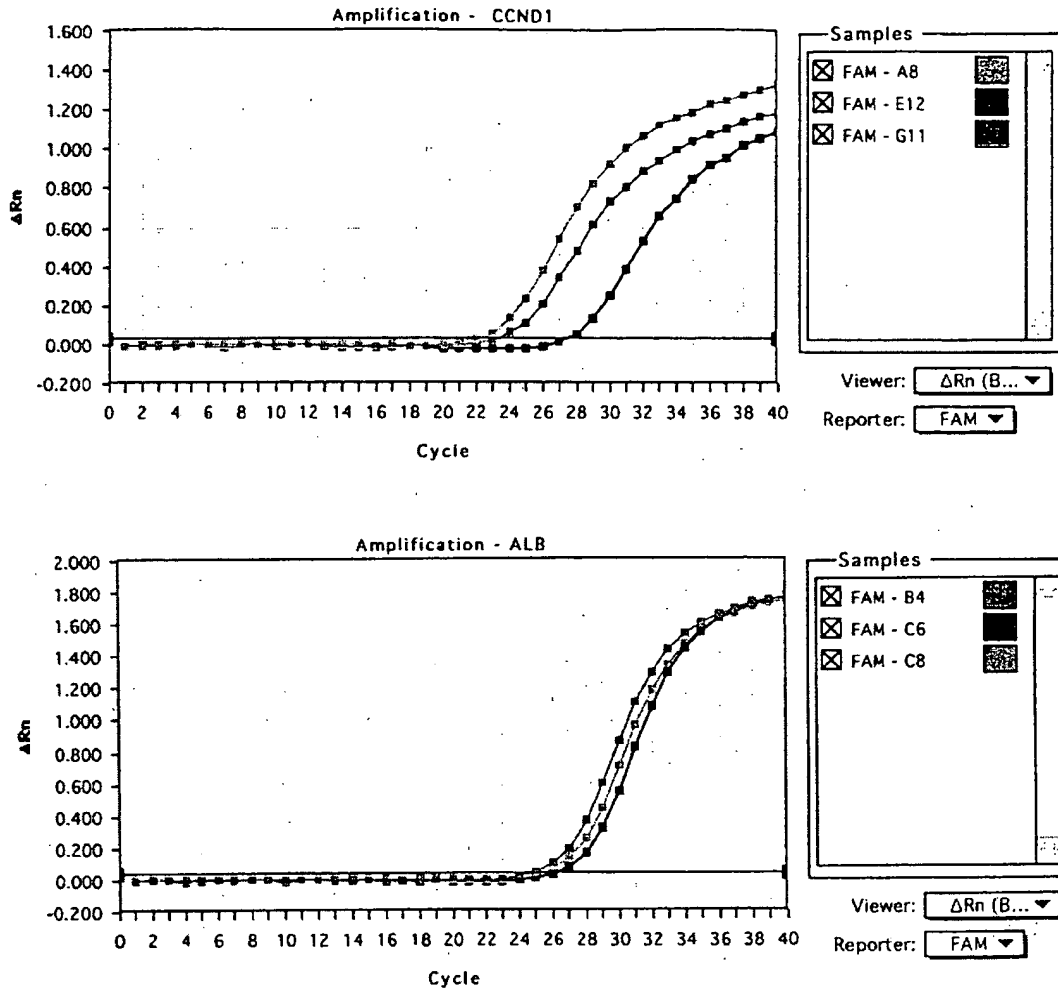 Amplification - CCND1
1.600
1.400
1.200
1.000
0.800
0.600
0.400
0.200
0.000
-0.200
ΔRn
0 2 4 6 8 10 12 14 16 18 20 22 24 26 28 30 32 34 36 38 40
Cycle
Samples
FAM - A8
FAM - E12
FAM - G11
Viewer: ΔRn (B...
Reporter: FAM
Amplification - ALB
2.000
1.800
1.600
1.400
1.200
1.000
0.800
0.600
0.400
0.200
0.000
-0.200
ΔRn
0 2 4 6 8 10 12 14 16 18 20 22 24 26 28 30 32 34 36 38 40
Cycle
Samples
FAM - B4
FAM - C6
FAM - C8
Viewer: ΔRn (B...
Reporter: FAM